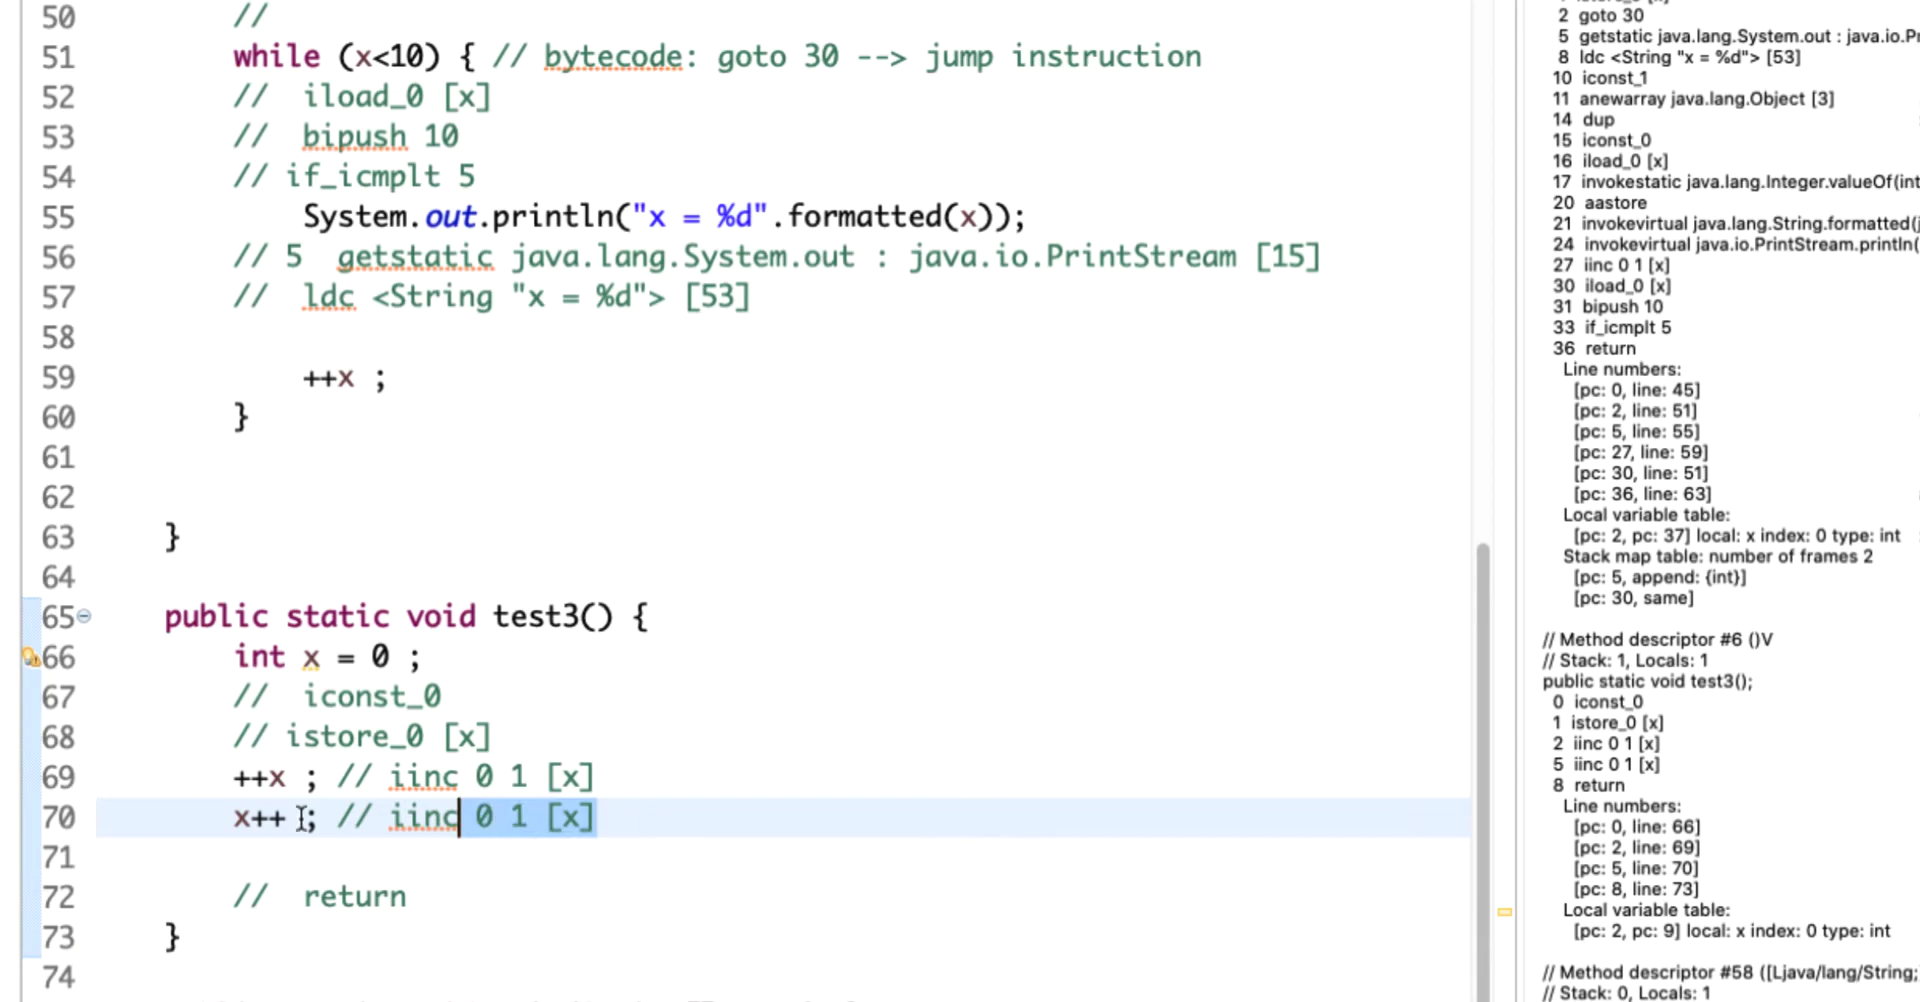 50 //
51 while (x<10) { // bytecode: goto 30 --> jump instruction
52 // iload_0 [x]
53 // bipush 10
54 // if_icmplt 5
55 System.out.println("x = %d".formatted(x));
56 // 5 getstatic java.lang.System.out : java.io.PrintStream [15]
57 // ldc <String "x = %d"> [53]
58
59 ++x ;
60 }
61
62
63 }
64
65 public static void test3() {
66 int x = 0 ;
67 // iconst_0
68 // istore_0 [x]
69 ++x ; // iinc 0 1 [x]
70 x++ ; // iinc 0 1 [x]
71
72 // return
73 }
74
2 goto 30
5 getstatic java.lang.System.out : java.io.Pr
8 ldc <String "x = %d"> [53]
10 iconst_1
11 anewarray java.lang.Object [3]
14 dup
15 iconst_0
16 iload_0 [x]
17 invokestatic java.lang.Integer.valueOf(int
20 aastore
21 invokevirtual java.lang.String.formatted(j
24 invokevirtual java.io.PrintStream.println(
27 iinc 0 1 [x]
30 iload_0 [x]
31 bipush 10
33 if_icmplt 5
36 return
Line numbers:
[pc: 0, line: 45]
[pc: 2, line: 51]
[pc: 5, line: 55]
[pc: 27, line: 59]
[pc: 30, line: 51]
[pc: 36, line: 63]
Local variable table:
[pc: 2, pc: 37] local: x index: 0 type: int
Stack map table: number of frames 2
[pc: 5, append: {int}]
[pc: 30, same]
// Method descriptor #6 ()V
// Stack: 1, Locals: 1
public static void test3();
0 iconst_0
1 istore_0 [x]
2 iinc 0 1 [x]
5 iinc 0 1 [x]
8 return
Line numbers:
[pc: 0, line: 66]
[pc: 2, line: 69]
[pc: 5, line: 70]
[pc: 8, line: 73]
Local variable table:
[pc: 2, pc: 9] local: x index: 0 type: int
// Method descriptor #58 ([Ljava/lang/String;
// Stack: 0, Locals: 1